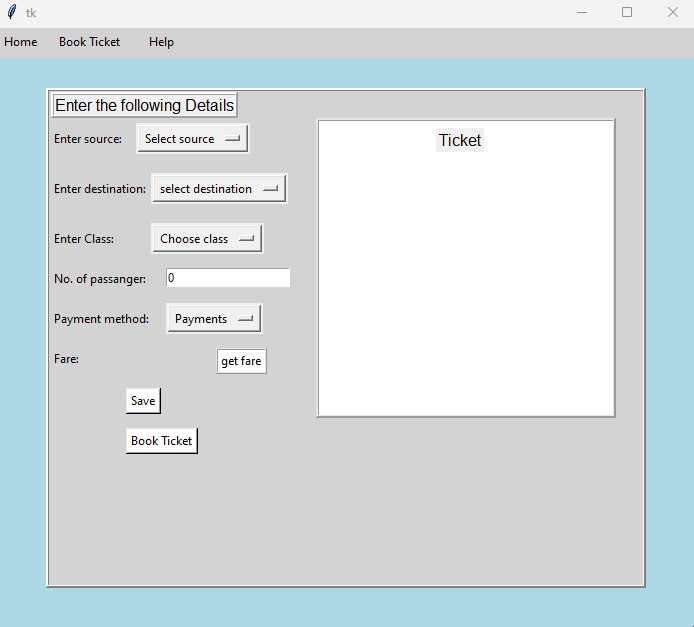 tk
Home Book Ticket Help
Enter the following Details
Enter source: Select source
Ticket
Enter destination: select destination
Enter Class: Choose class
No. of passanger: 0
Payment method: Payments
Fare: get fare
Save
Book Ticket